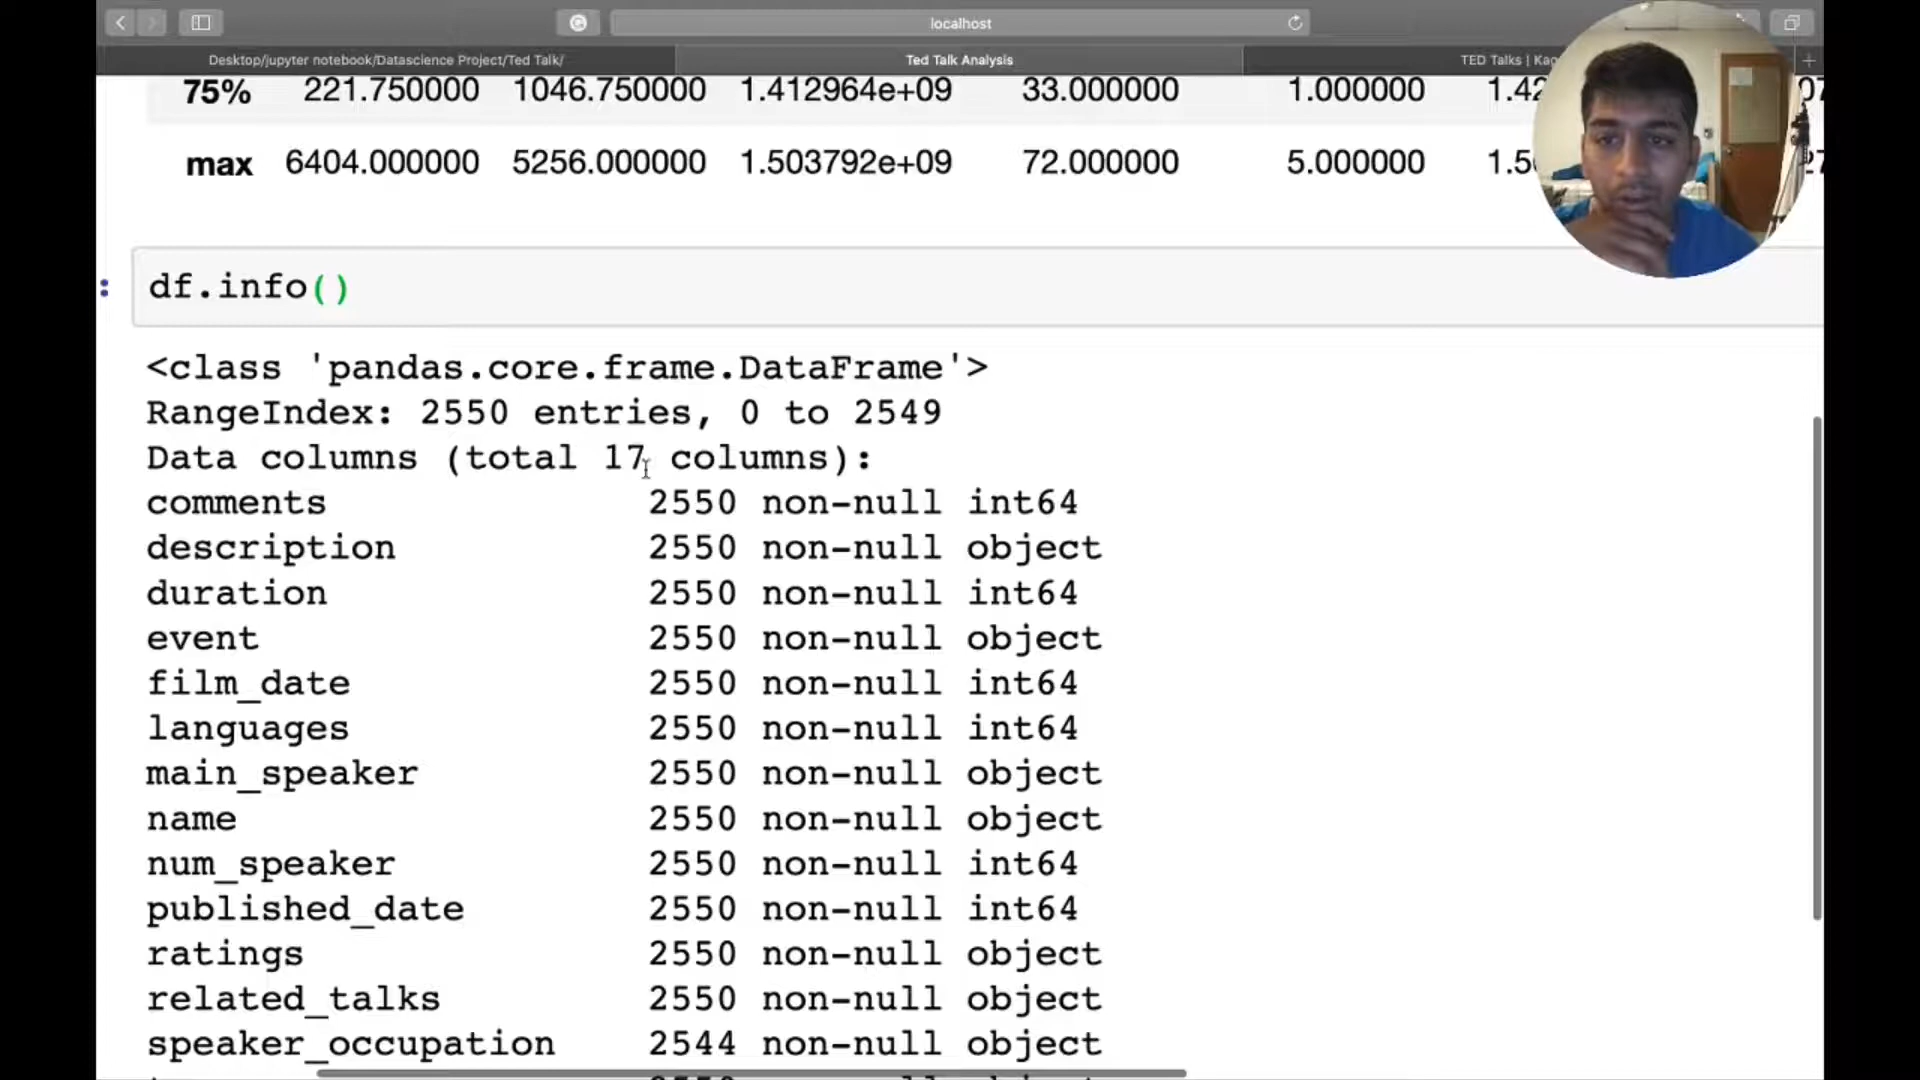 localhost
Desktop/jupyter notebook/Datascience Project/Ted Talk/ Ted Talk Analysis TED Talks |
75% 221.750000 1046.750000 1.412964e+09 33.000000 1.000000
max 6404.000000 5256.000000 1.503792e+09 72.000000 5.000000
: df.info()
<class 'pandas.core.frame.DataFrame'>
RangeIndex: 2550 entries, 0 to 2549
Data columns (total 17 columns):
comments 2550 non-null int64
description 2550 non-null object
duration 2550 non-null int64
event 2550 non-null object
film_date 2550 non-null int64
languages 2550 non-null int64
main_speaker 2550 non-null object
name 2550 non-null object
num_speaker 2550 non-null int64
published_date 2550 non-null int64
ratings 2550 non-null object
related_talks 2550 non-null object
speaker_occupation 2544 non-null object